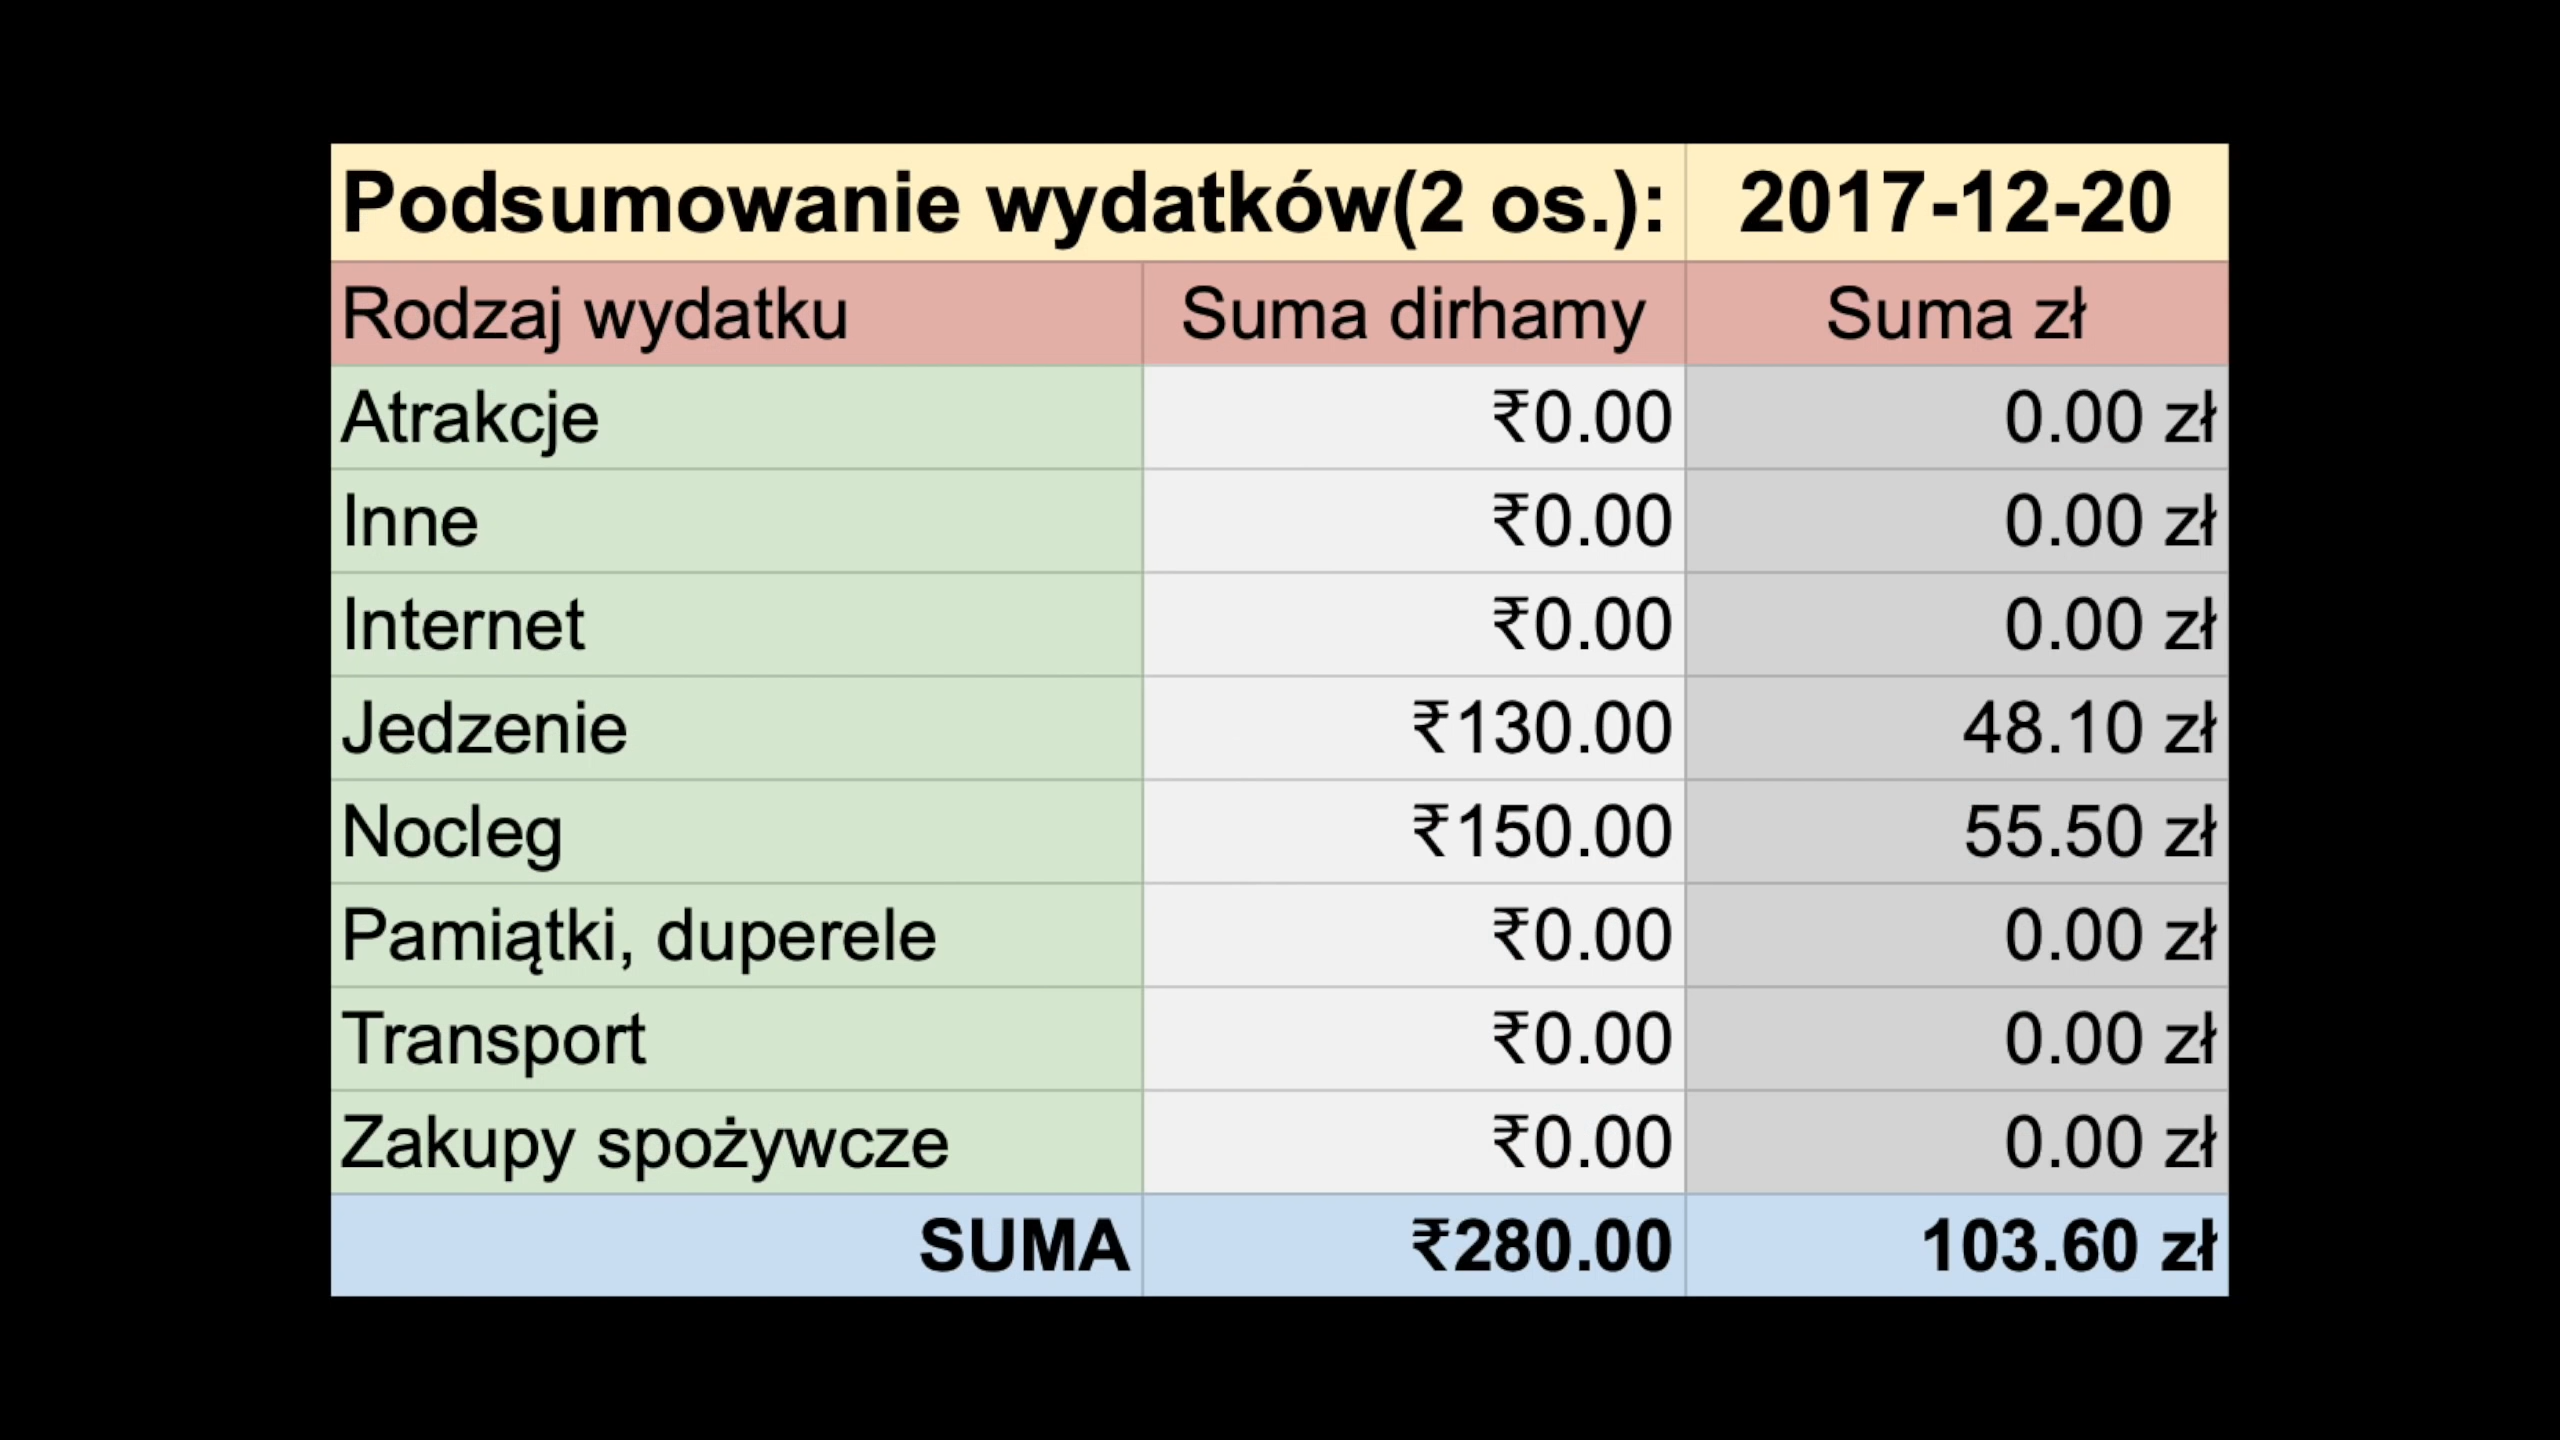 Podsumowanie wydatków(2 os.): 2017-12-20
Rodzaj wydatku Suma dirhamy Suma zł
Atrakcje ₹0.00 0.00 zł
Inne ₹0.00 0.00 zł
Internet ₹0.00 0.00 zł
Jedzenie ₹130.00 48.10 zł
Nocleg ₹150.00 55.50 zł
Pamiątki, duperele ₹0.00 0.00 zł
Transport ₹0.00 0.00 zł
Zakupy spożywcze ₹0.00 0.00 zł
SUMA ₹280.00 103.60 zł